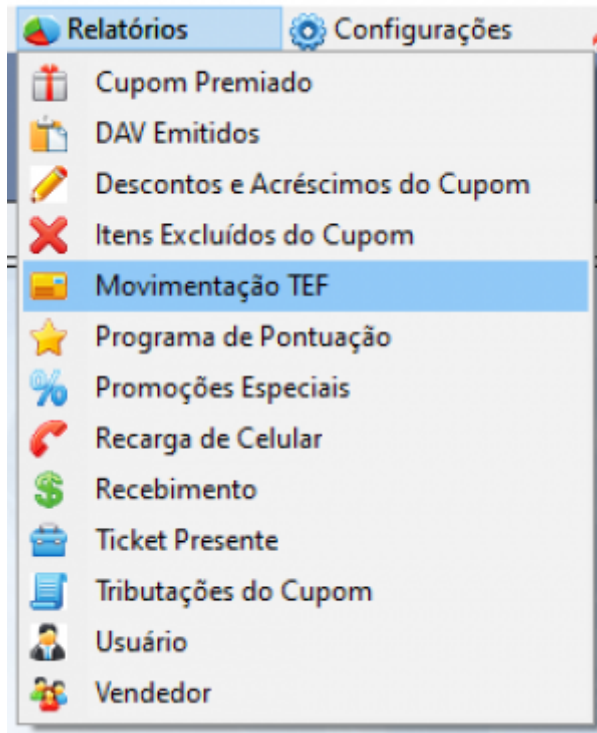 Relatórios Configurações
Cupom Premiado
DAV Emitidos
Descontos e Acréscimos do Cupom
Itens Excluídos do Cupom
Movimentação TEF
Programa de Pontuação
Promoções Especiais
Recarga de Celular
Recebimento
Ticket Presente
Tributações do Cupom
Usuário
Vendedor